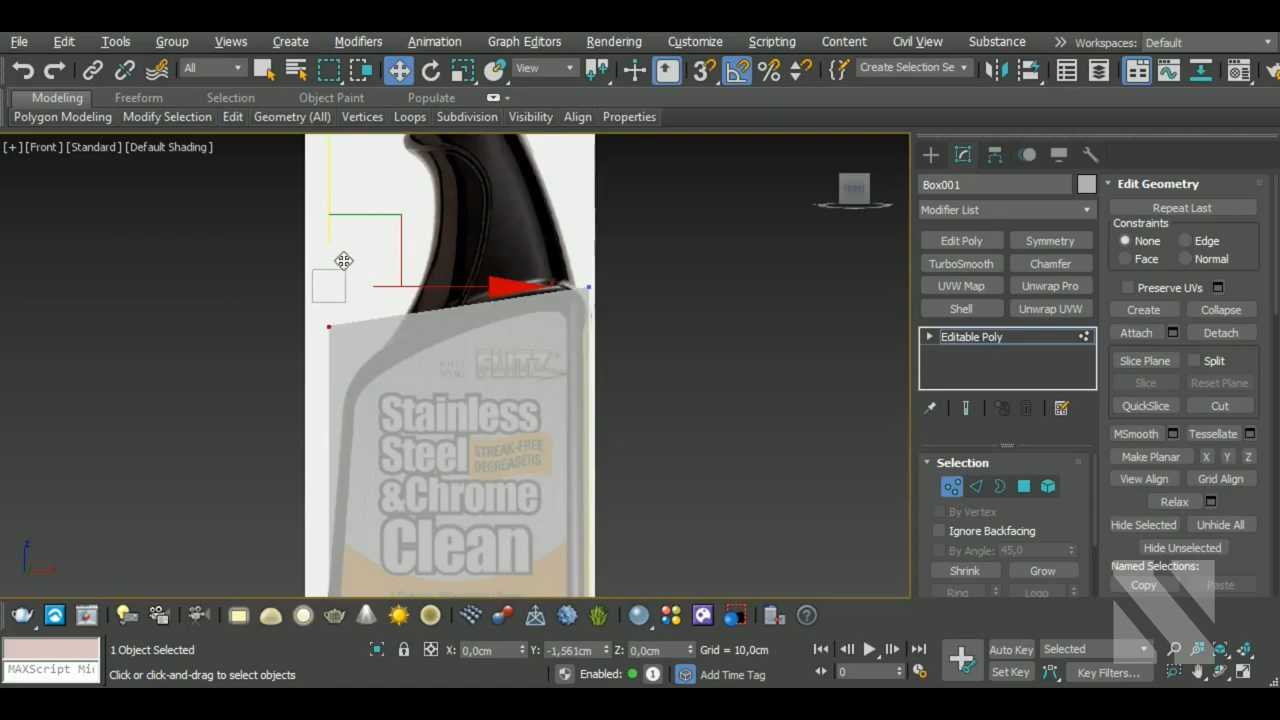 File Edit Tools Group Views Create Modifiers Animation Graph Editors Rendering Customize Scripting Content Civil View Substance Workspaces: Default
All View Create Selection Se
Modeling Freeform Selection Object Paint Populate
Polygon Modeling Modify Selection Edit Geometry (All) Vertices Loops Subdivision Visibility Align Properties
[+] [Front] [Standard] [Default Shading]
FRONT
FLITZ
Stainless
Steel STREAK-FREE DEGREASERS
&Chrome
Clean
Box001
Modifier List
Edit Poly Symmetry
TurboSmooth Chamfer
UVW Map Unwrap Pro
Shell Unwrap UVW
Editable Poly
Selection
By Vertex
Ignore Backfacing
By Angle: 45,0
Shrink Grow
Ring Loop
Edit Geometry
Repeat Last
Constraints
None Edge
Face Normal
Preserve UVs
Create Collapse
Attach Detach
Slice Plane Split
Slice Reset Plane
QuickSlice Cut
MSmooth Tessellate
Make Planar X Y Z
View Align Grid Align
Relax
Hide Selected Unhide All
Hide Unselected
Named Selections:
Copy Paste
1 Object Selected X: 0,0cm Y: -1,561cm Z: 0,0cm Grid = 10,0cm Auto Key Selected
MAXScript Mi Click or click-and-drag to select objects Enabled: 1 Add Time Tag 0 Set Key Key Filters...